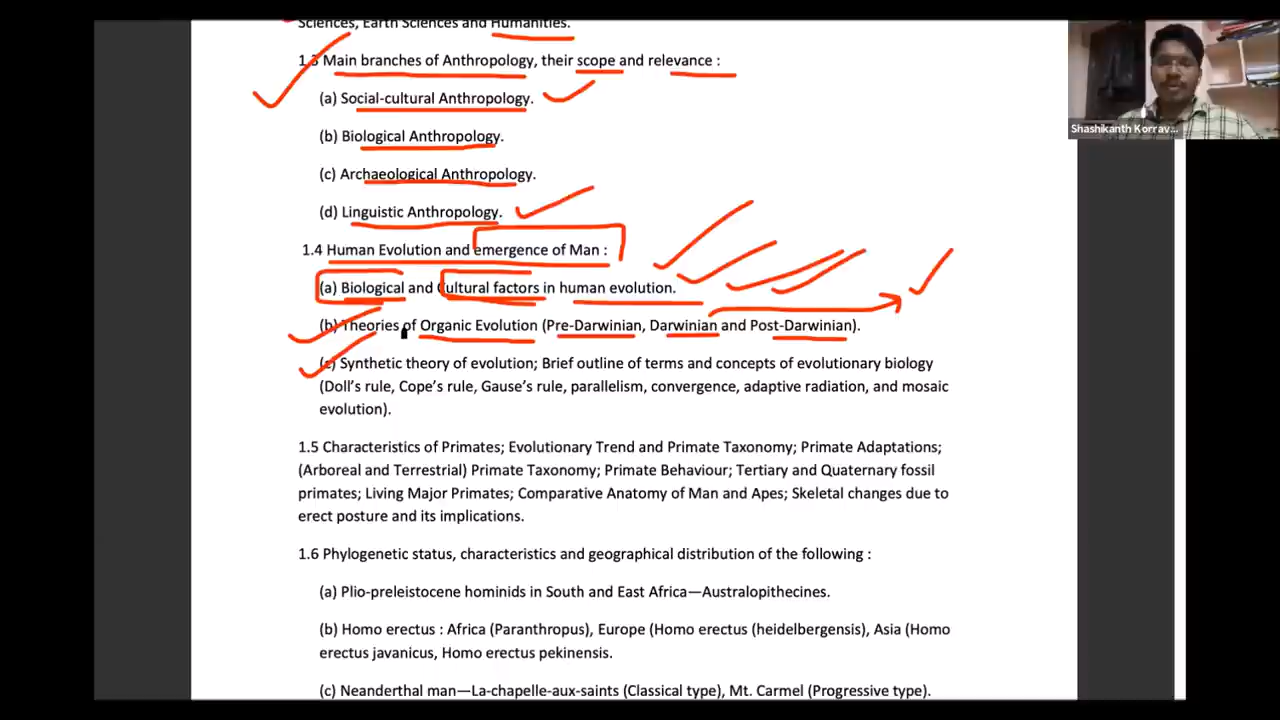 Sciences, Earth Sciences and Humanities.
1.3 Main branches of Anthropology, their scope and relevance :
(a) Social-cultural Anthropology.
(b) Biological Anthropology.
(c) Archaeological Anthropology.
(d) Linguistic Anthropology.
1.4 Human Evolution and emergence of Man :
(a) Biological and Cultural factors in human evolution.
(b) Theories of Organic Evolution (Pre-Darwinian, Darwinian and Post-Darwinian).
(c) Synthetic theory of evolution; Brief outline of terms and concepts of evolutionary biology
(Doll’s rule, Cope’s rule, Gause’s rule, parallelism, convergence, adaptive radiation, and mosaic
evolution).
1.5 Characteristics of Primates; Evolutionary Trend and Primate Taxonomy; Primate Adaptations;
(Arboreal and Terrestrial) Primate Taxonomy; Primate Behaviour; Tertiary and Quaternary fossil
primates; Living Major Primates; Comparative Anatomy of Man and Apes; Skeletal changes due to
erect posture and its implications.
1.6 Phylogenetic status, characteristics and geographical distribution of the following :
(a) Plio-preleistocene hominids in South and East Africa—Australopithecines.
(b) Homo erectus : Africa (Paranthropus), Europe (Homo erectus (heidelbergensis), Asia (Homo
erectus javanicus, Homo erectus pekinensis.
(c) Neanderthal man—La-chapelle-aux-saints (Classical type), Mt. Carmel (Progressive type).
Shashikanth Korrav...